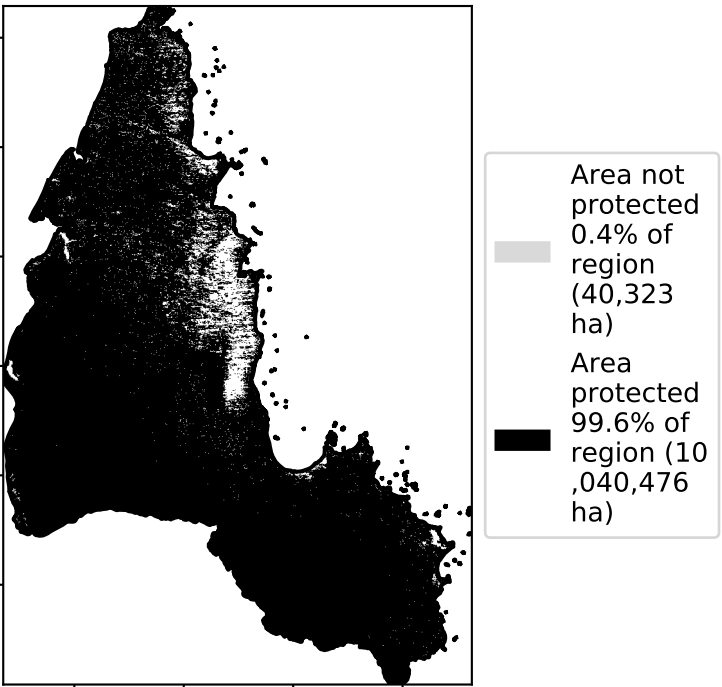 Area not
protected
0.4% of
region
(40,323
ha)
Area
protected
99.6% of
region (10
,040,476
ha)